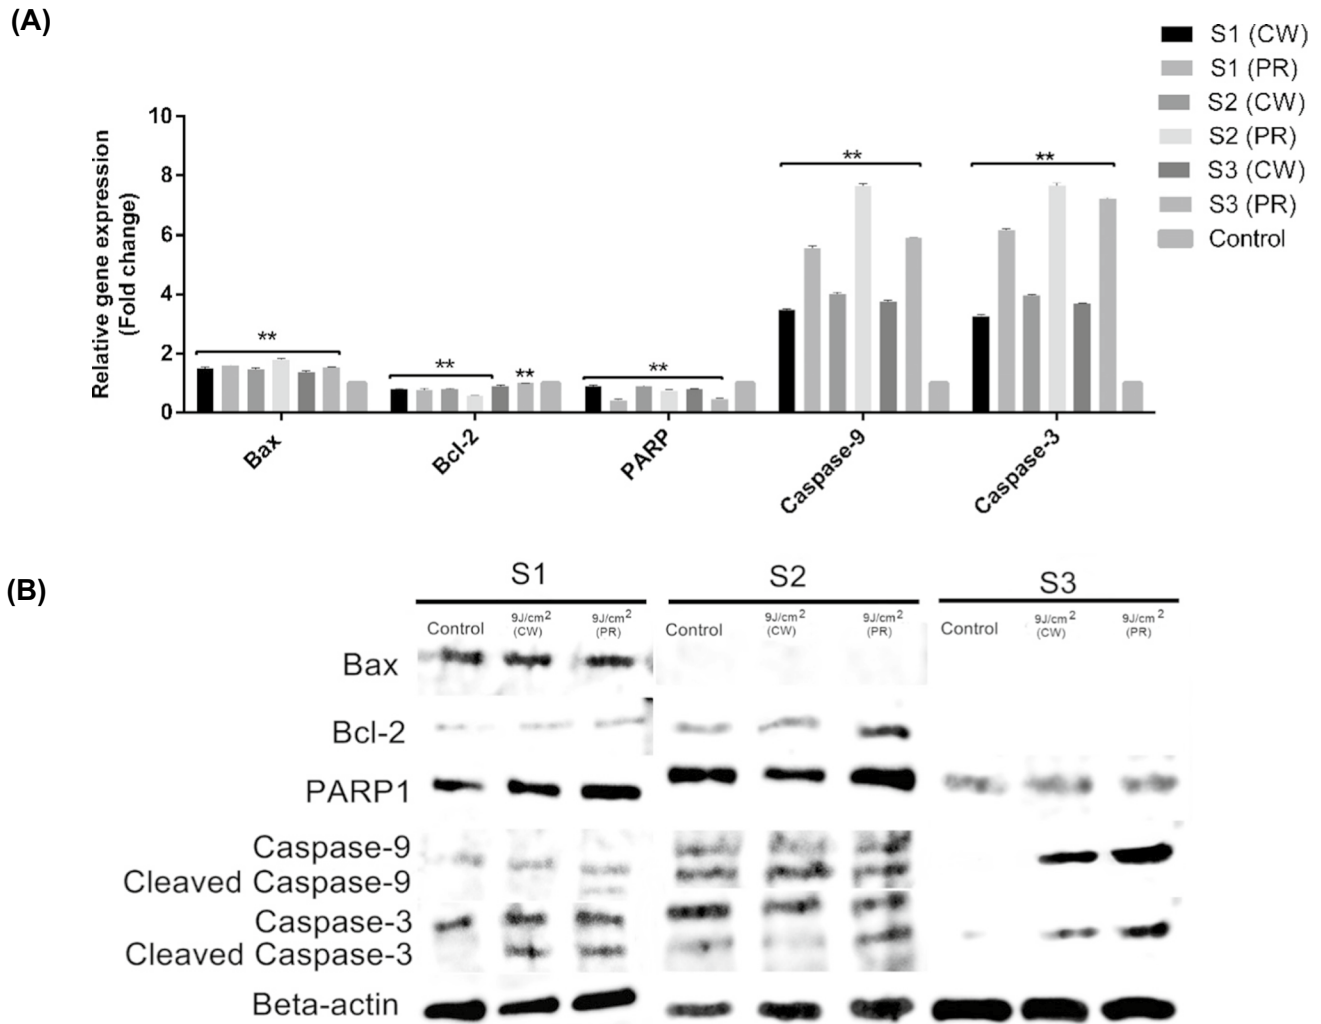 (A)
S1 (CW)
S1 (PR)
S2 (CW)
S2 (PR)
S3 (CW)
S3 (PR)
Control
Relative gene expression
(Fold change)
10
8
6
4
2
0
**
**
**
**
**
**
Bax
Bcl-2
PARP
Caspase-9
Caspase-3
(B)
S1
S2
S3
Control
9J/cm2
(CW)
9J/cm2
(PR)
Control
9J/cm2
(CW)
9J/cm2
(PR)
Control
9J/cm2
(CW)
9J/cm2
(PR)
Bax
Bcl-2
PARP1
Caspase-9
Cleaved Caspase-9
Caspase-3
Cleaved Caspase-3
Beta-actin